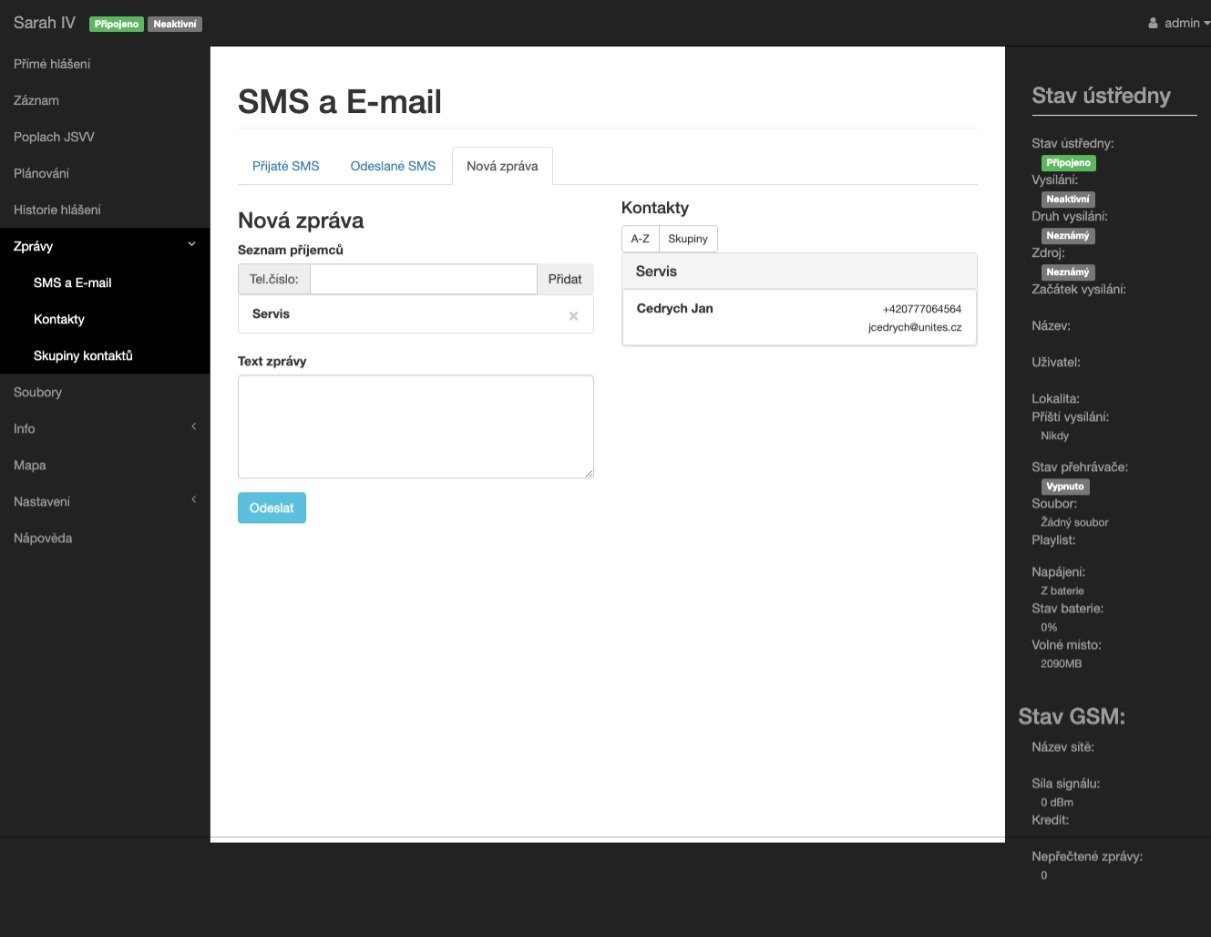 Sarah IV Připojeno Neaktivní
admin
Přímé hlášení
Záznam
Poplach JSVV
Plánování
Historie hlášení
Zprávy
SMS a E-mail
Kontakty
Skupiny kontaktů
Soubory
Info
Mapa
Nastavení
Nápověda
SMS a E-mail
Přijaté SMS Odeslané SMS Nová zpráva
Nová zpráva
Seznam příjemců
Tel.číslo: Přidat
Servis ×
Text zprávy
Odeslat
Kontakty
A-Z Skupiny
Servis
Cedrych Jan +420777064564
jcedrych@unites.cz
Stav ústředny
Stav ústředny:
Připojeno
Vysílání:
Neaktivní
Druh vysílání:
Neznámý
Zdroj:
Neznámý
Začátek vysílání:
Název:
Uživatel:
Lokalita:
Příští vysílání:
Nikdy
Stav přehrávače:
Vypnuto
Soubor:
Žádný soubor
Playlist:
Napájení:
Z baterie
Stav baterie:
0%
Volné místo:
2090MB
Stav GSM:
Název sítě:
Síla signálu:
0 dBm
Kredit:
Nepřečtené zprávy:
0